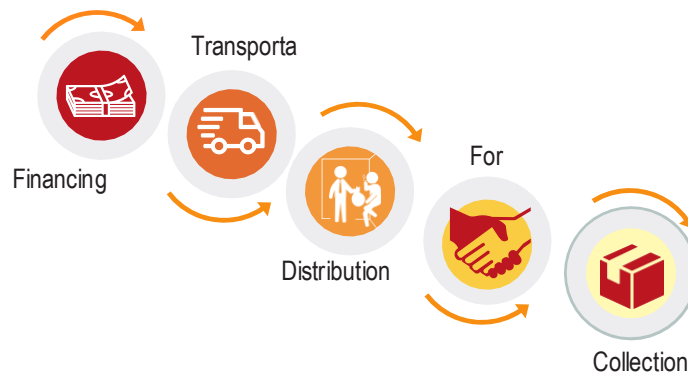 Financing
Transporta
Distribution
For
Collection